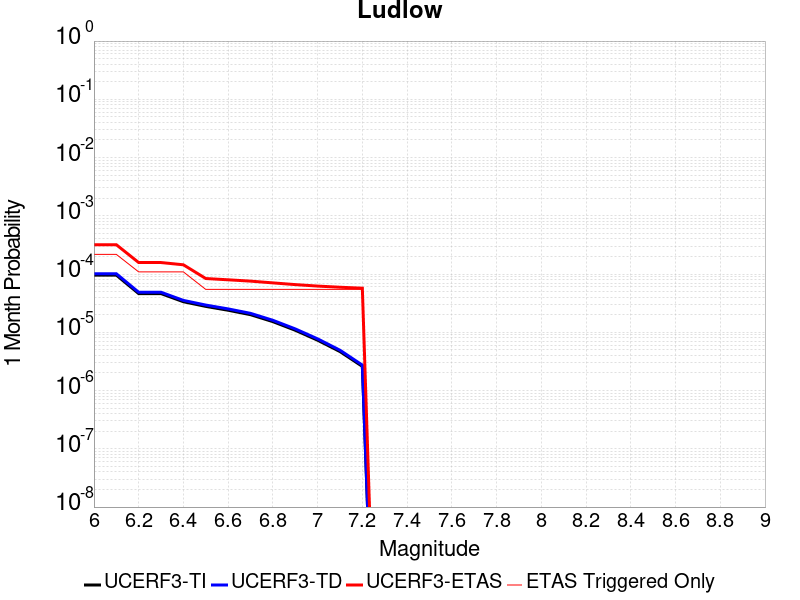 Ludlow
10^0
10^-1
10^-2
10^-3
10^-4
10^-5
10^-6
10^-7
10^-8
1 Month Probability
6 6.2 6.4 6.6 6.8 7 7.2 7.4 7.6 7.8 8 8.2 8.4 8.6 8.8 9
Magnitude
UCERF3-TI UCERF3-TD UCERF3-ETAS ETAS Triggered Only